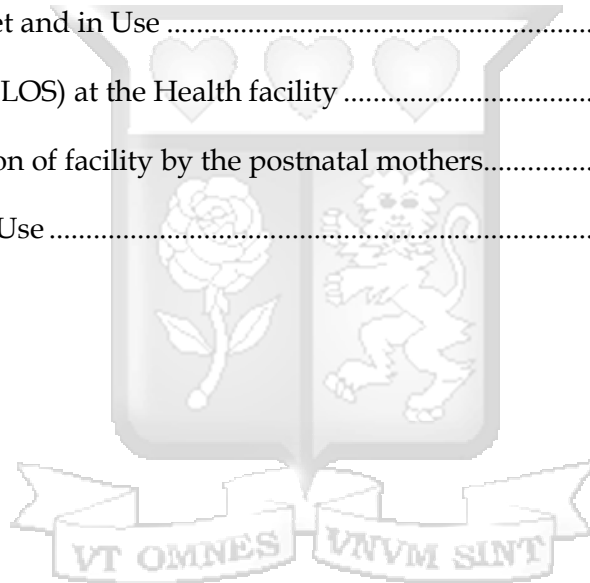 et and in Use ................................................................
LOS) at the Health facility .....................................
on of facility by the postnatal mothers.................
Use .................................................................................
VT OMNES VNVM SINT